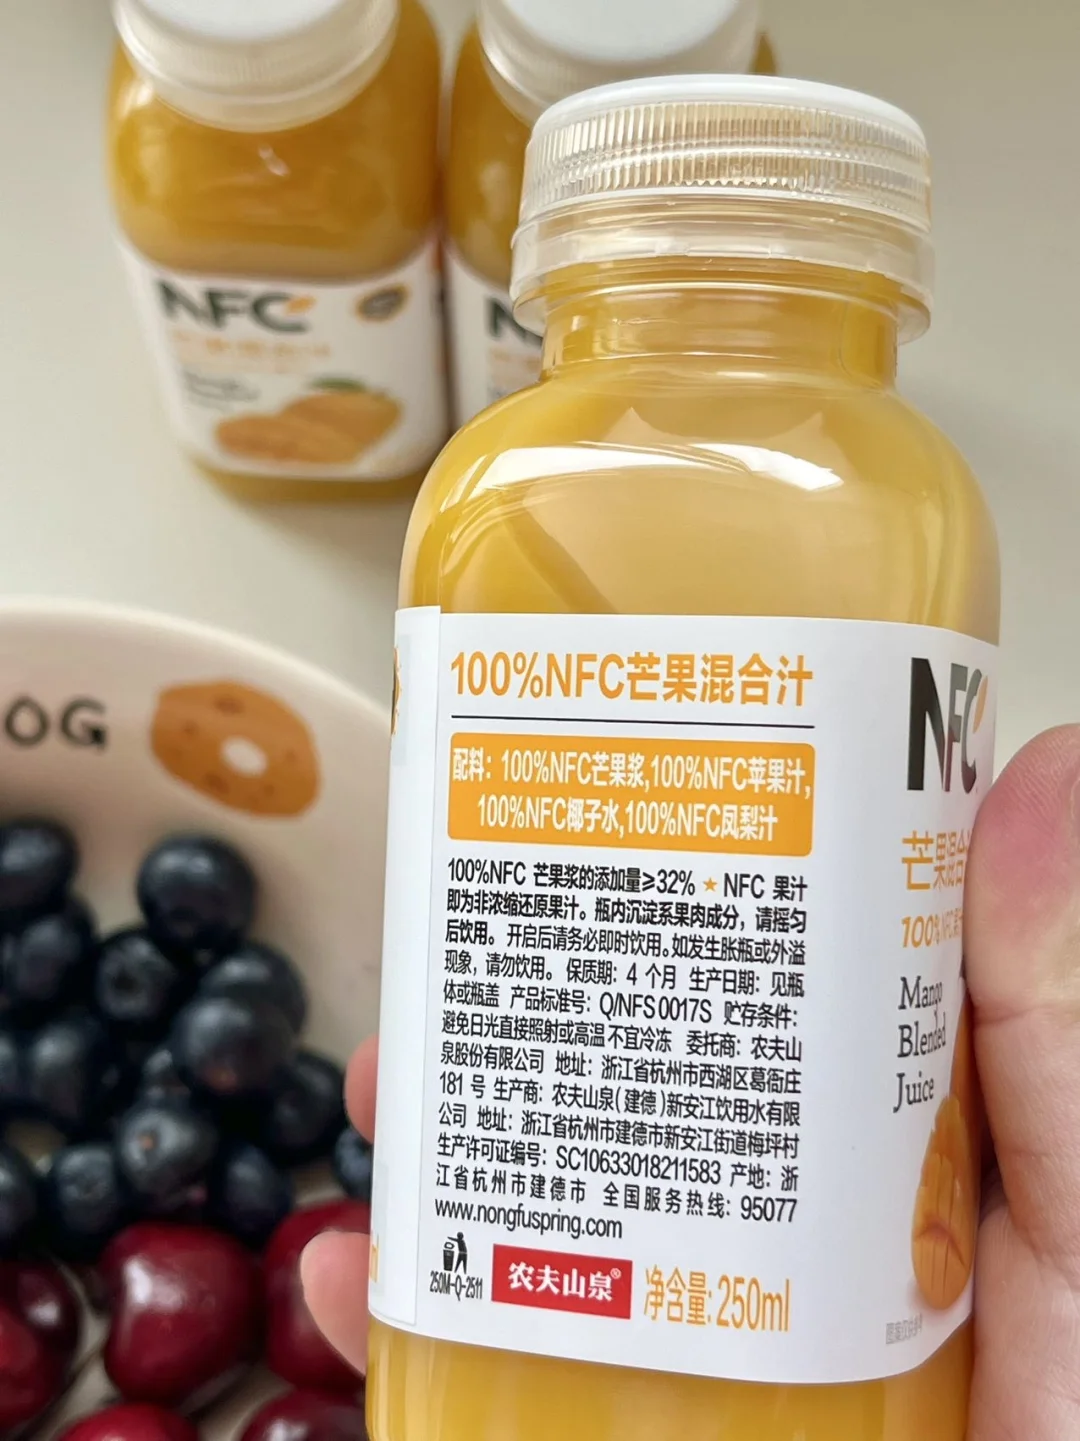 NFC
OG
100%NFC芒果混合汁
配料：100%NFC芒果浆,100%NFC苹果汁,
100%NFC椰子水,100%NFC凤梨汁
100%NFC 芒果浆的添加量≥32% ★ NFC 果汁
即为非浓缩还原果汁。瓶内沉淀系果肉成分，请摇匀
后饮用。开启后请务必即时饮用。如发生胀瓶或外溢
现象，请勿饮用。 保质期：4 个月 生产日期：见瓶
体或瓶盖 产品标准号：Q/NFS 0017S 贮存条件：
避免日光直接照射或高温 不宜冷冻 委托商：农夫山
泉股份有限公司 地址：浙江省杭州市西湖区葛衙庄
181 号 生产商：农夫山泉(建德)新安江饮用水有限
公司 地址：浙江省杭州市建德市新安江街道梅坪村
生产许可证编号：SC10633018211583 产地：浙
江省杭州市建德市 全国服务热线：95077
www.nongfuspring.com
250M-Q-2511
农夫山泉®
净含量: 250ml
NFC
芒果混合
100%NFC果
Mango
Blended
Juice